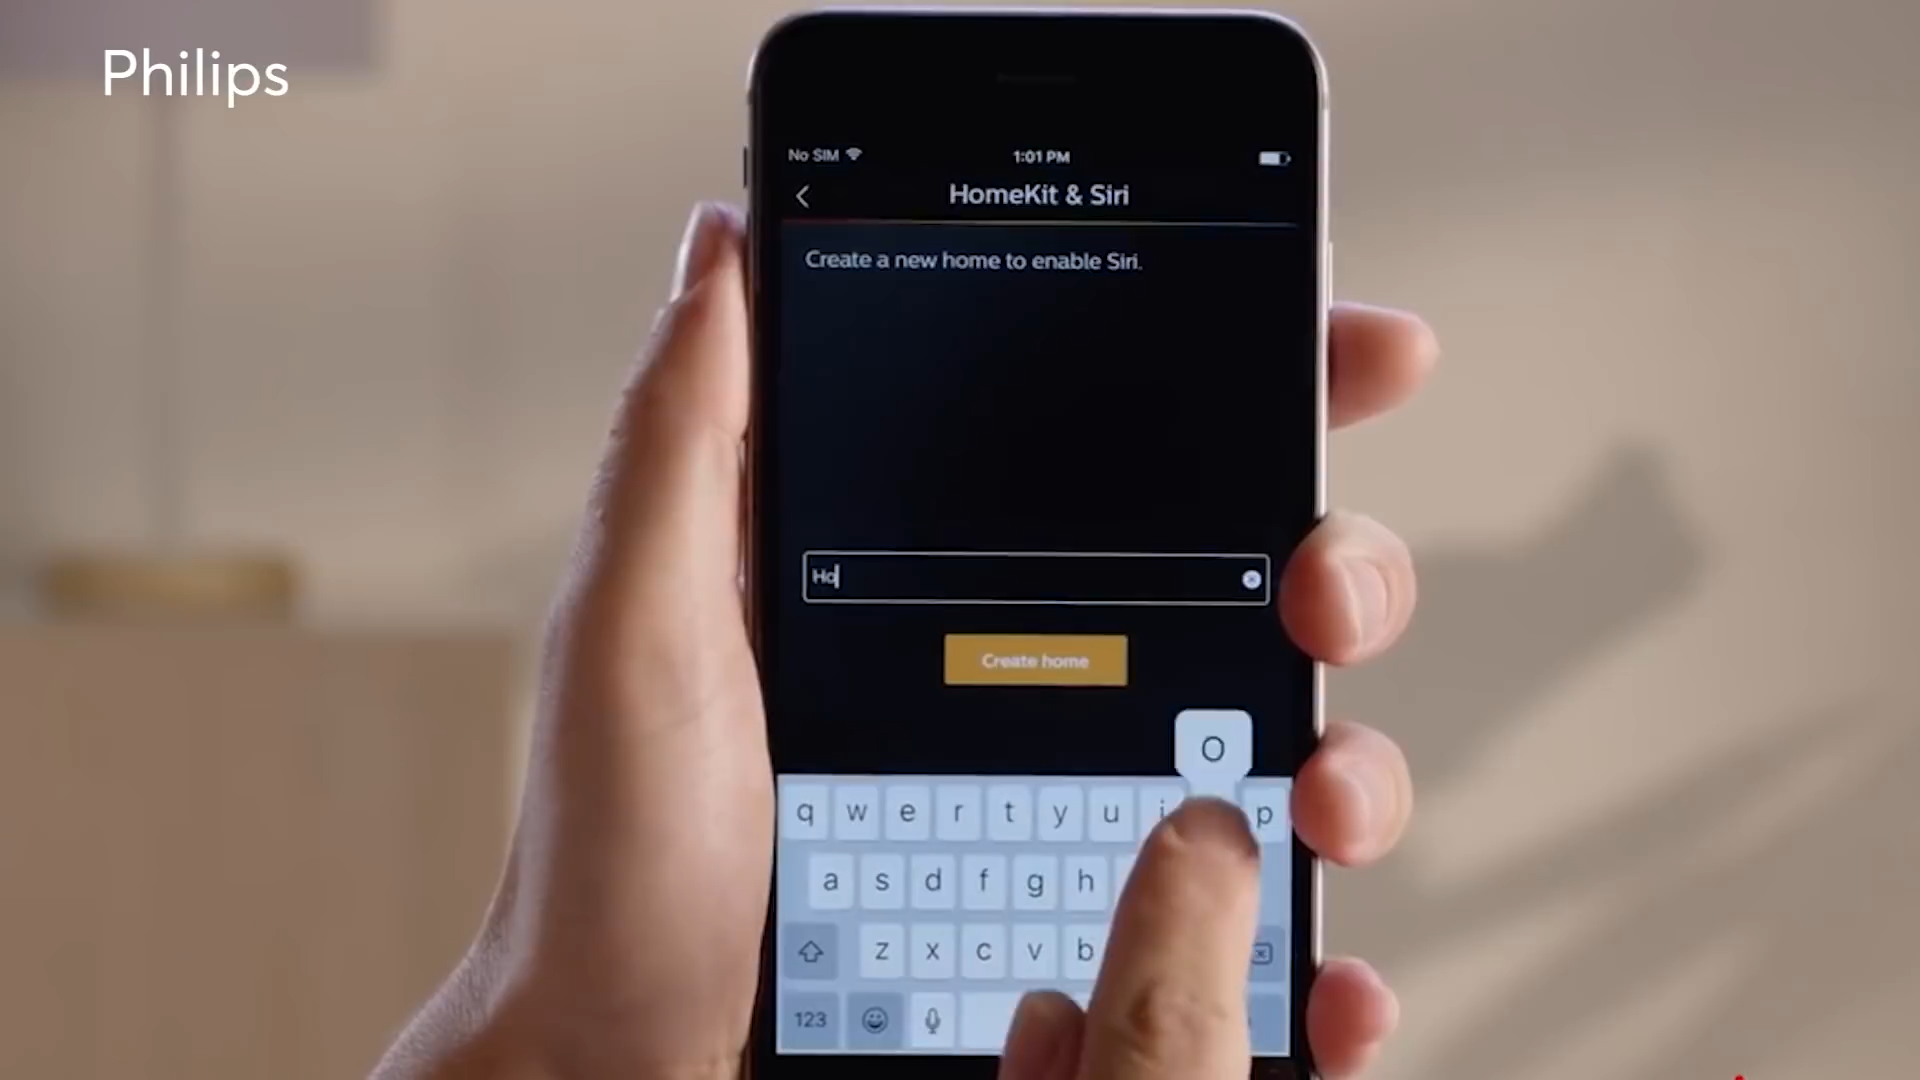 Philips
No SIM 1:01 PM
HomeKit & Siri
Create a new home to enable Siri.
Ho
Create home
O
q w e r t y u i p
a s d f g h
z x c v b
123